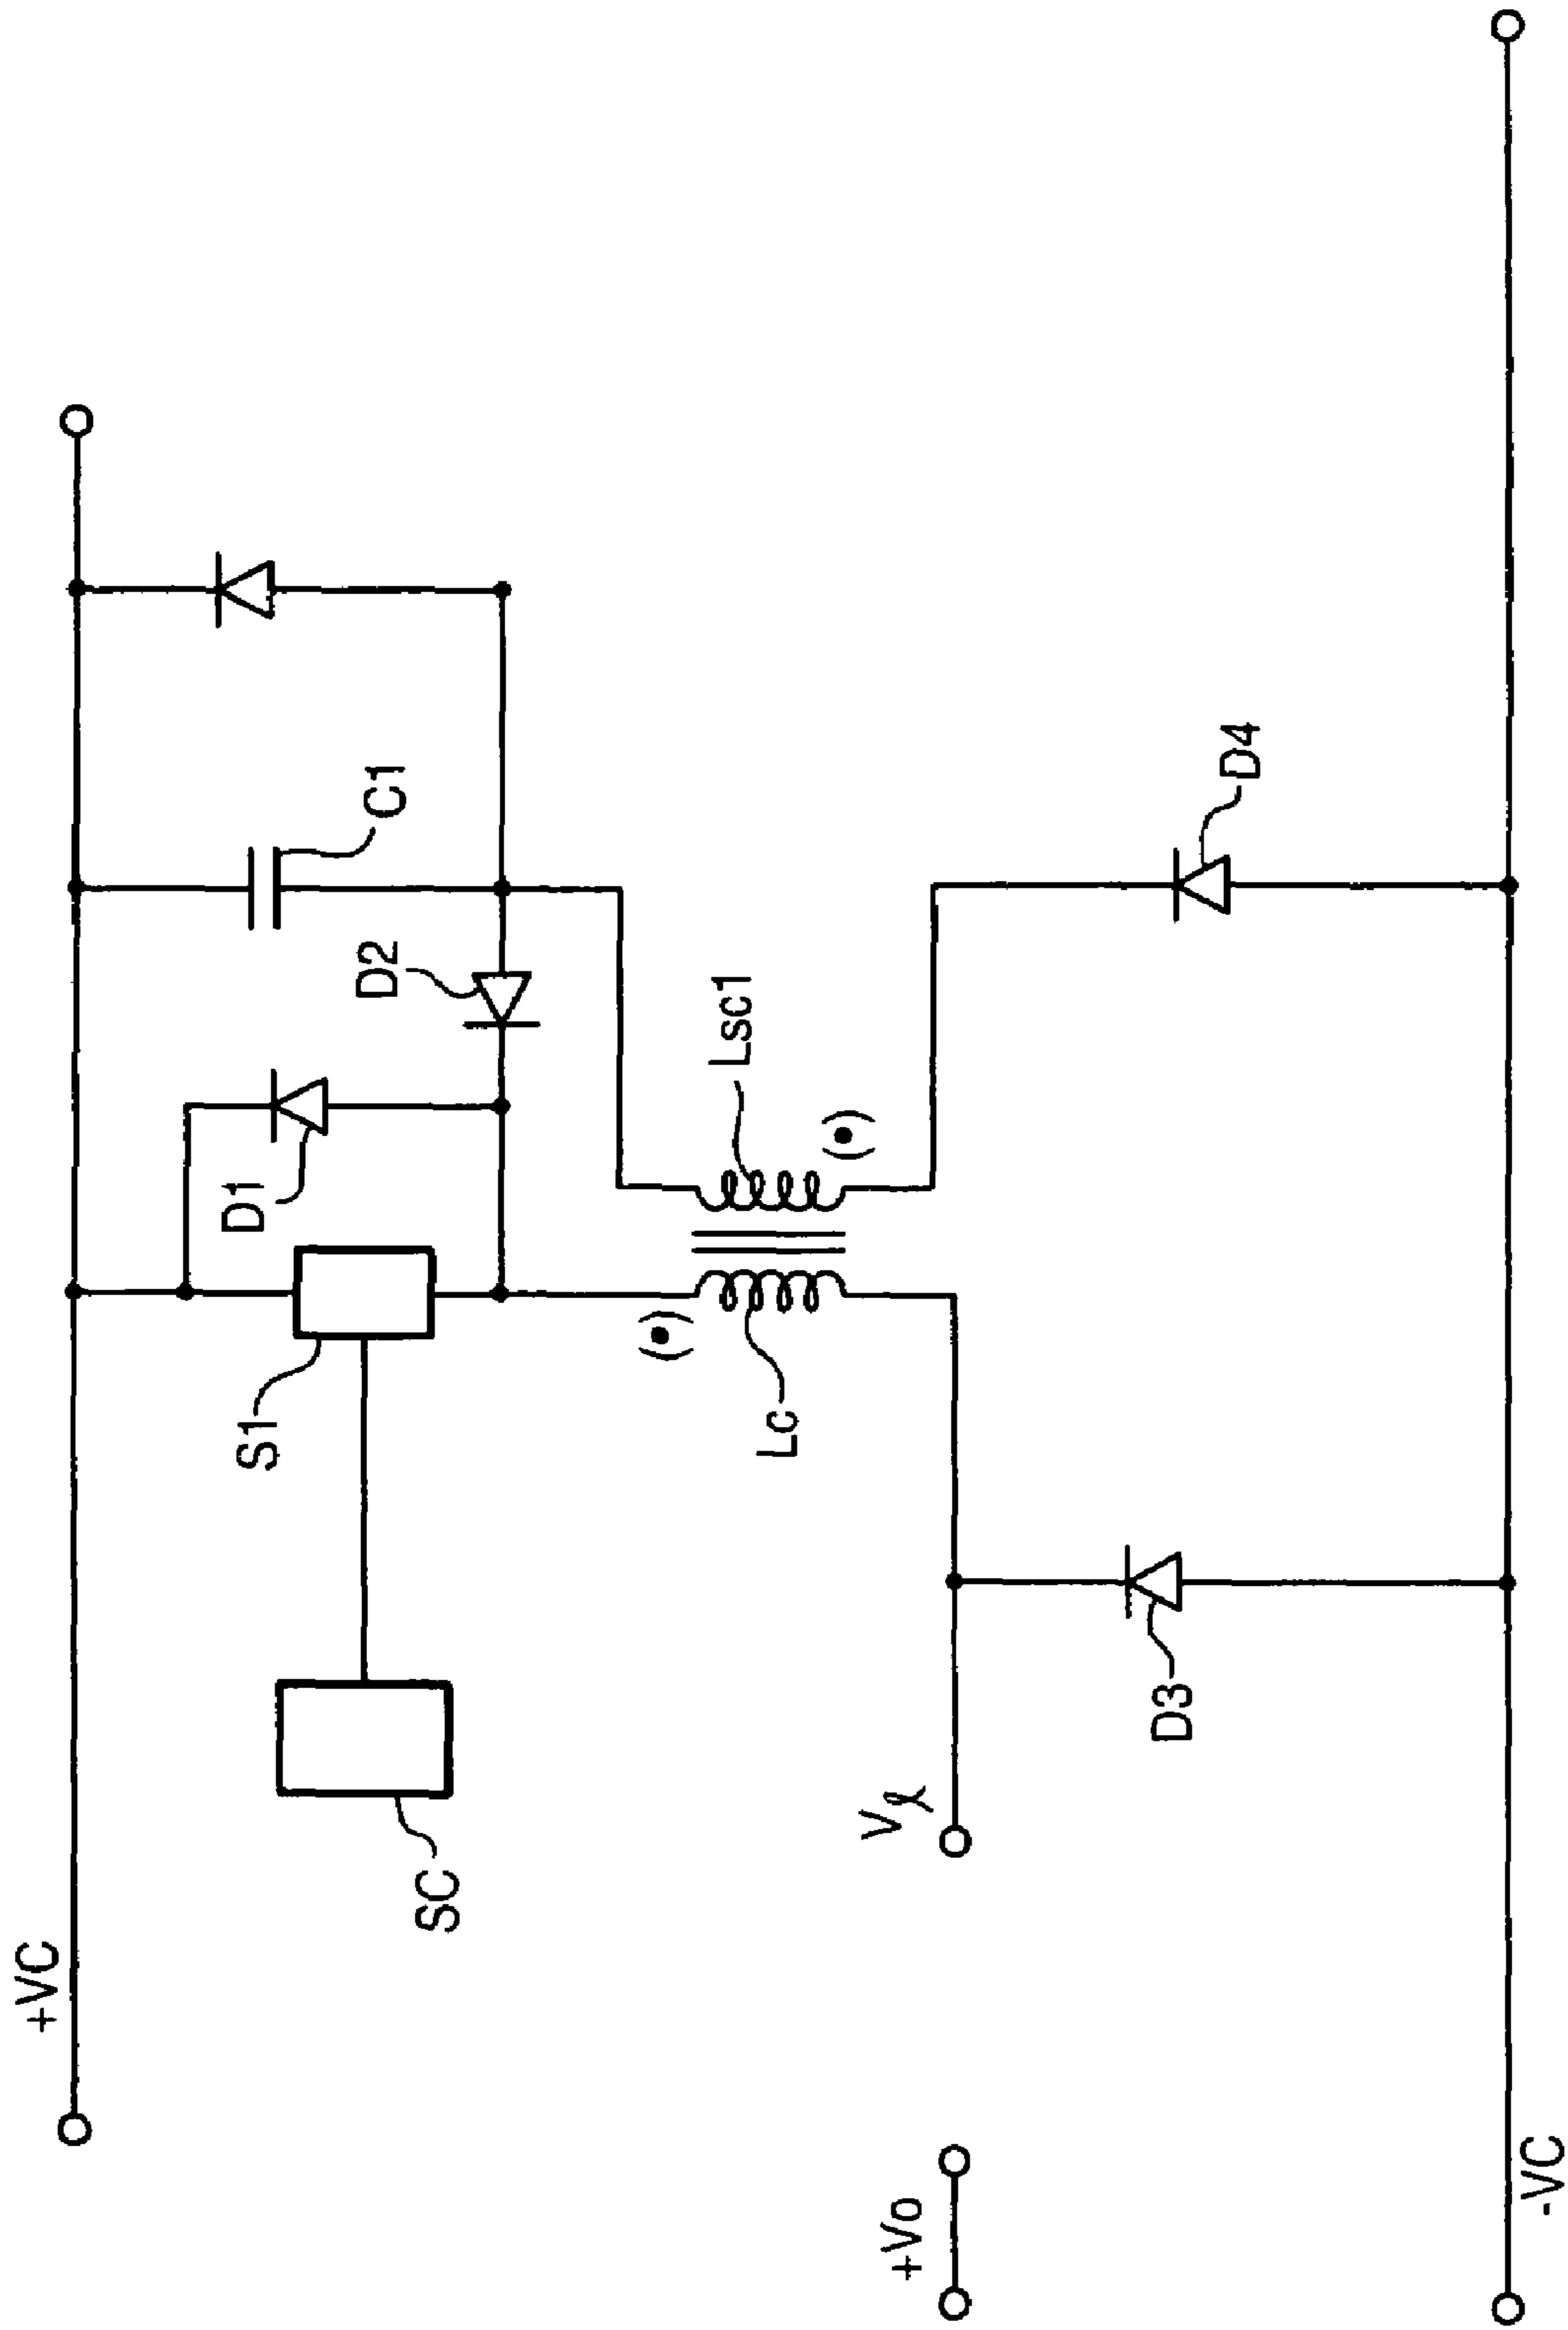 +VC
SC
S1
D1
D2
C1
+Vo
Vℓ
Lc
(•)
Lsc1
(•)
D3
D4
-VC